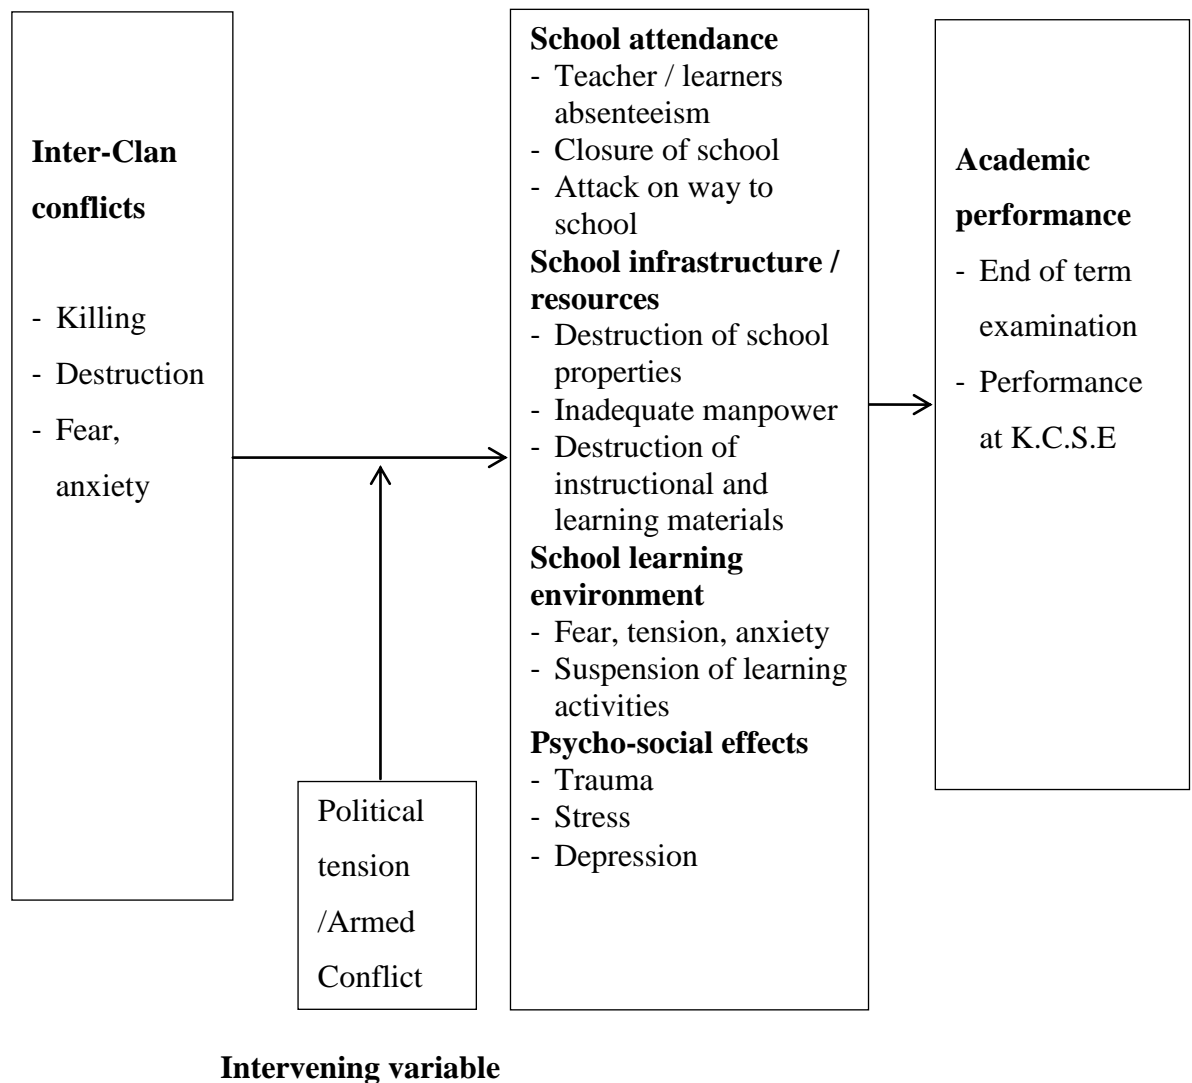 Inter-Clan
conflicts
- Killing
- Destruction
- Fear,
anxiety
Political
tension
/Armed
Conflict
Intervening variable
School attendance
- Teacher / learners
absenteeism
- Closure of school
- Attack on way to
school
School infrastructure /
resources
- Destruction of school
properties
- Inadequate manpower
- Destruction of
instructional and
learning materials
School learning
environment
- Fear, tension, anxiety
- Suspension of learning
activities
Psycho-social effects
- Trauma
- Stress
- Depression
Academic
performance
- End of term
examination
- Performance
at K.C.S.E